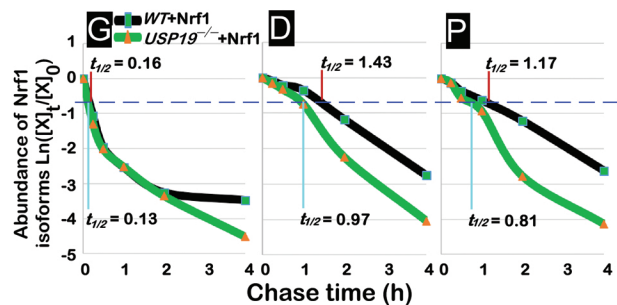 G
D
P
WT+Nrf1
USP19-/-+Nrf1
Abundance of Nrf1
isoforms Ln([X]t/[X]0)
1
0
-1
-2
-3
-4
-5
t1/2 = 0.16
t1/2 = 0.13
t1/2 = 1.43
t1/2 = 0.97
t1/2 = 1.17
t1/2 = 0.81
0 1 2 3 4
0 1 2 3 4
0 1 2 3 4
Chase time (h)